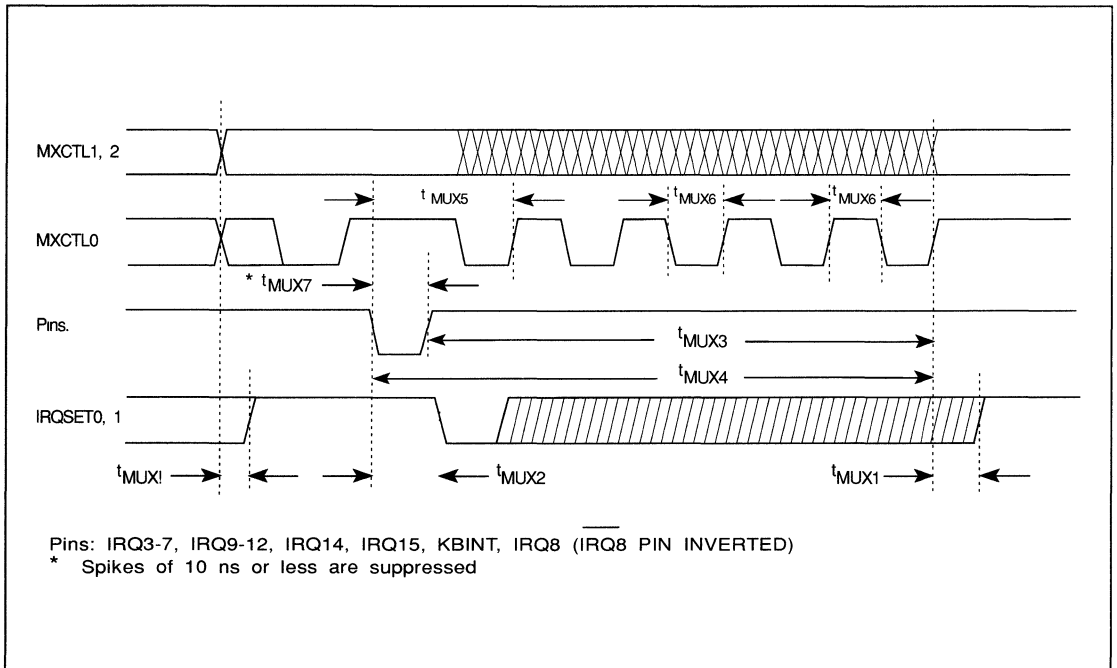 MXCTL1, 2
t MUX5 t MUX6 t MUX6
MXCTL0
* t MUX7
Pins.
t MUX3
t MUX4
IRQSET0, 1
t MUX! t MUX2 t MUX1
Pins: IRQ3-7, IRQ9-12, IRQ14, IRQ15, KBINT, IRQ8 (IRQ8 PIN INVERTED)
* Spikes of 10 ns or less are suppressed